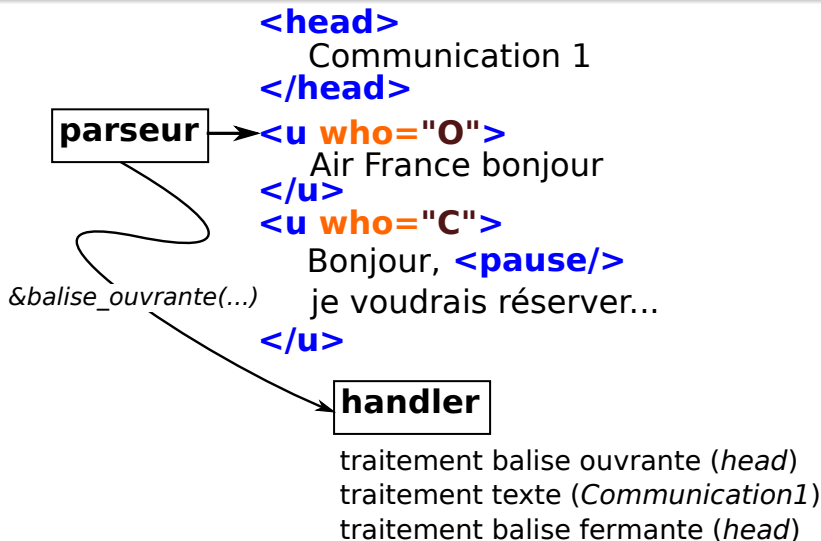 <head>
Communication 1
</head>
parseur
<u who="O">
Air France bonjour
</u>
<u who="C">
Bonjour, <pause/>
&balise_ouvrante(...)
je voudrais réserver...
</u>
handler
traitement balise ouvrante (head)
traitement texte (Communication1)
traitement balise fermante (head)